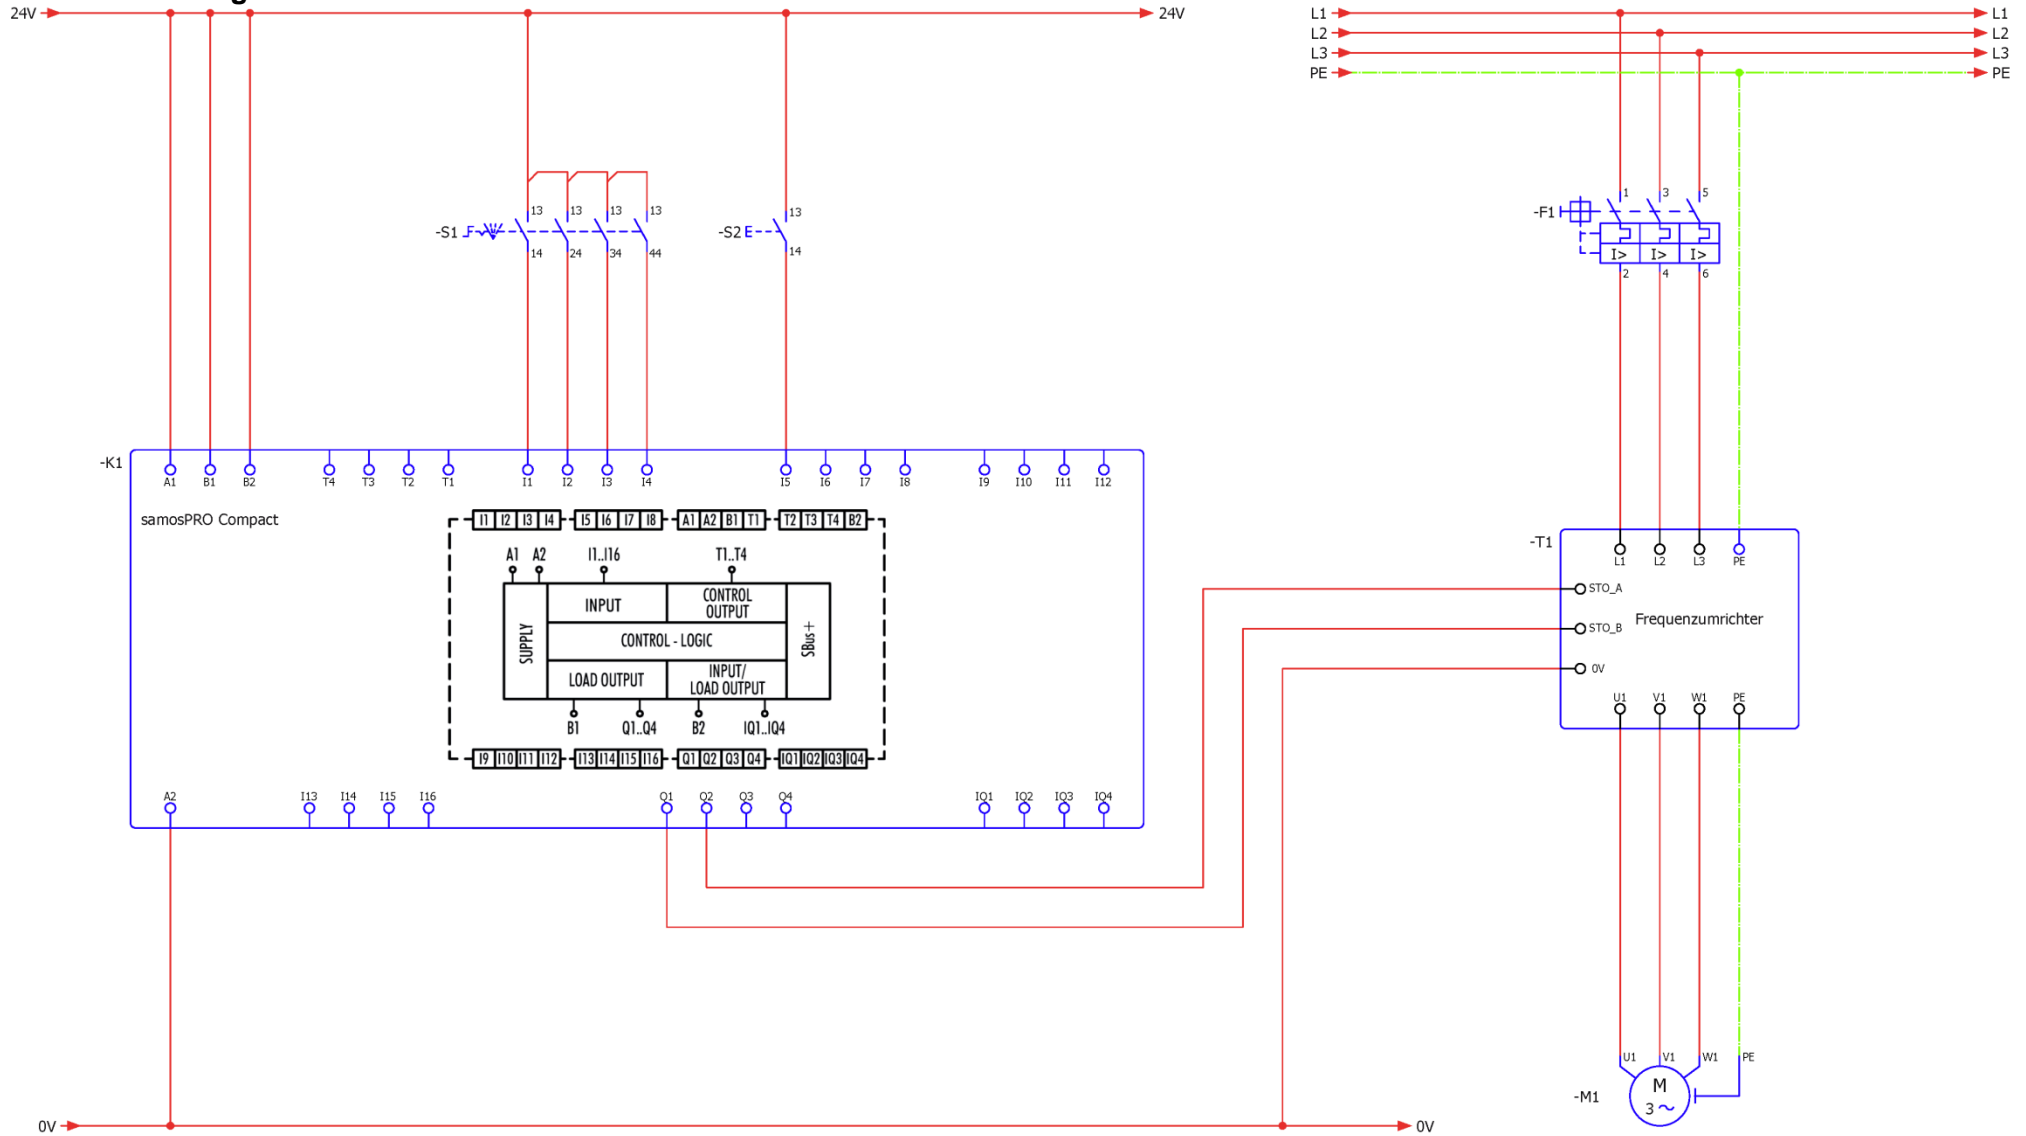 24V 24V L1 L1
L2 L2
L3 L3
PE PE
13 13 13 13 13 1 3 5
-S1 -S2 -F1
14 24 34 44 14 I> I> I>
2 4 6
-K1
A1 B1 B2 T4 T3 T2 T1 I1 I2 I3 I4 I5 I6 I7 I8 I9 I10 I11 I12
samosPRO Compact
I1 I2 I3 I4 I5 I6 I7 I8 A1 A2 B1 T1 T2 T3 T4 B2
A1 A2 I1..I16 T1..T4
SUPPLY
INPUT
CONTROL
OUTPUT
CONTROL - LOGIC
SBus+
LOAD OUTPUT
INPUT/
LOAD OUTPUT
B1 Q1..Q4 B2 IQ1..IQ4
I9 I10 I11 I12 I13 I14 I15 I16 Q1 Q2 Q3 Q4 IQ1 IQ2 IQ3 IQ4
A2 I13 I14 I15 I16 Q1 Q2 Q3 Q4 IQ1 IQ2 IQ3 IQ4
-T1
L1 L2 L3 PE
STO_A
Frequenzumrichter
STO_B
0V
U1 V1 W1 PE
U1 V1 W1 PE
-M1
M
3
0V 0V